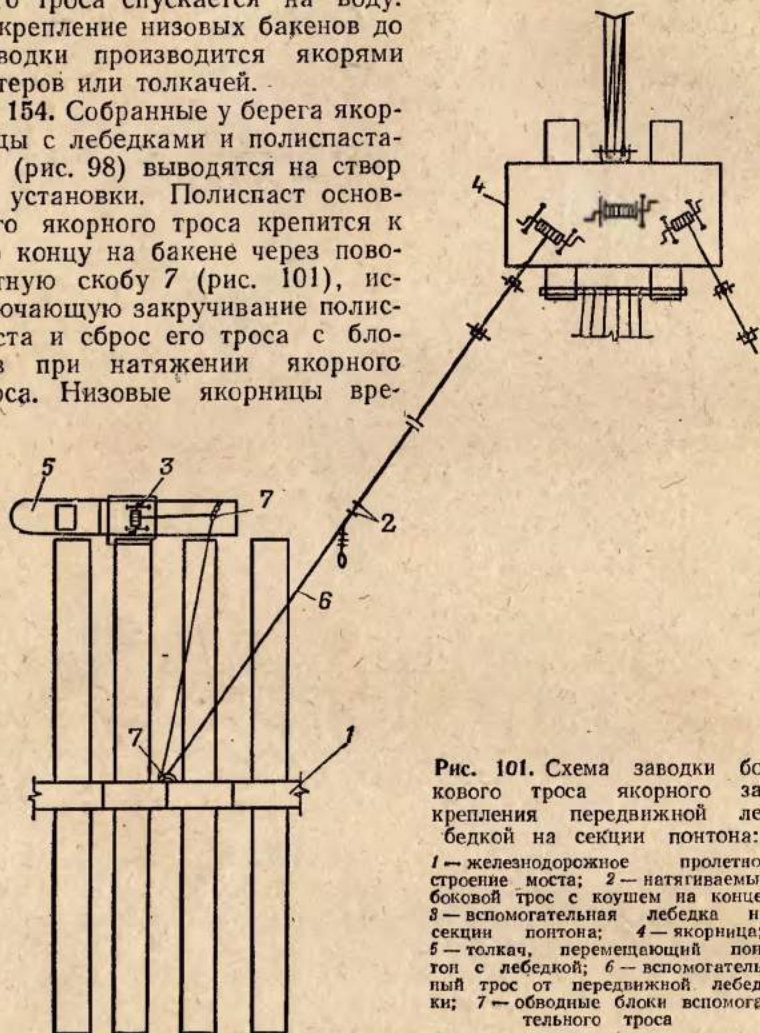 го троса спускается на воду.
крепление низовых бакенов до
водки производится якорями
теров или толкачей.
154. Собранные у берега якор-
цы с лебедками и полиспаста-
(рис. 98) выводятся на створ
установки. Полиспаст основ-
го якорного троса крепится к
концу на бакене через пово-
тную скобу 7 (рис. 101), ис-
ючающую закручивание полис-
ста и сброс его троса с бло-
в при натяжении якорного
оса. Низовые якорницы вре-
4
5
3
7
2
6
7
1
Рис. 101. Схема заводки бо
кового троса якорного за
крепления передвижной ле
бедкой на секции понтона:
1 — железнодорожное пролетно
строение моста; 2 — натягиваемы
боковой трос с коушем на конце
3 — вспомогательная лебедка н
секции понтона; 4 — якорница;
5 — толкач, перемещающий пон
тон с лебедкой; 6 — вспомогатель
ный трос от передвижной лебед
ки; 7 — обводные блоки вспомога
тельного троса